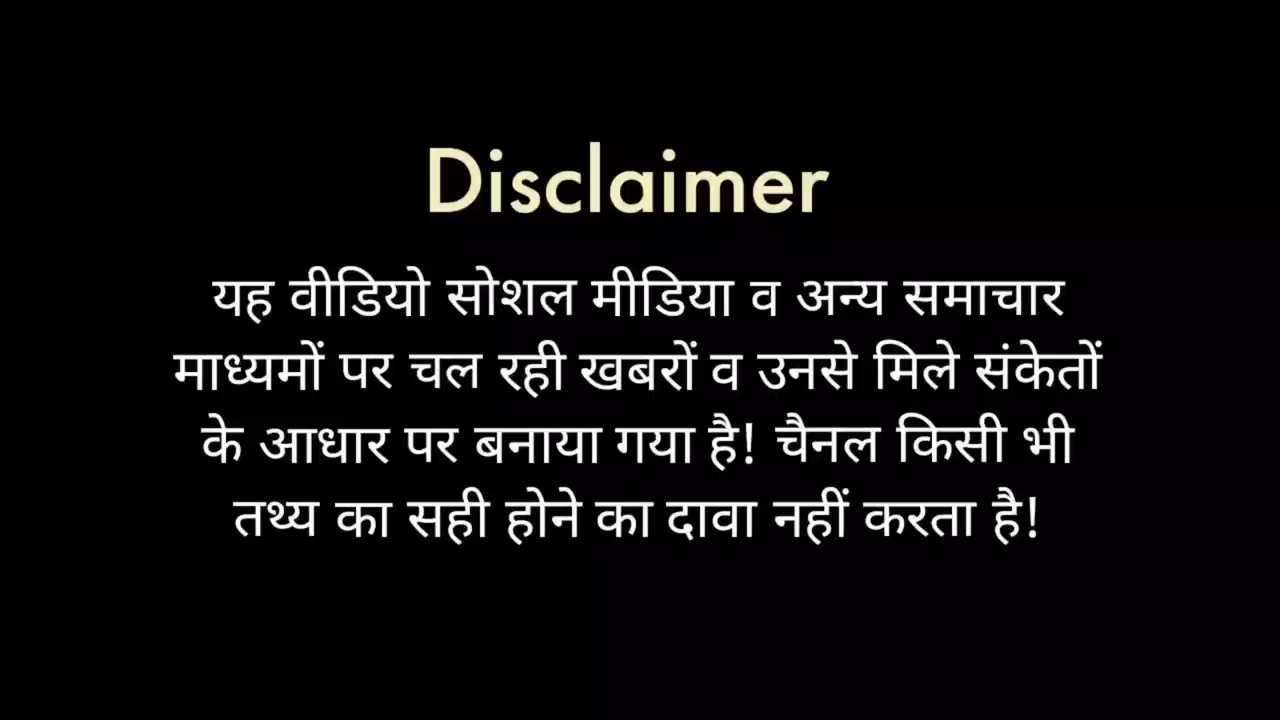 Disclaimer
यह वीडियो सोशल मीडिया व अन्य समाचार
माध्यमों पर चल रही खबरों व उनसे मिले संकेतों
के आधार पर बनाया गया है! चैनल किसी भी
तथ्य का सही होने का दावा नहीं करता है!